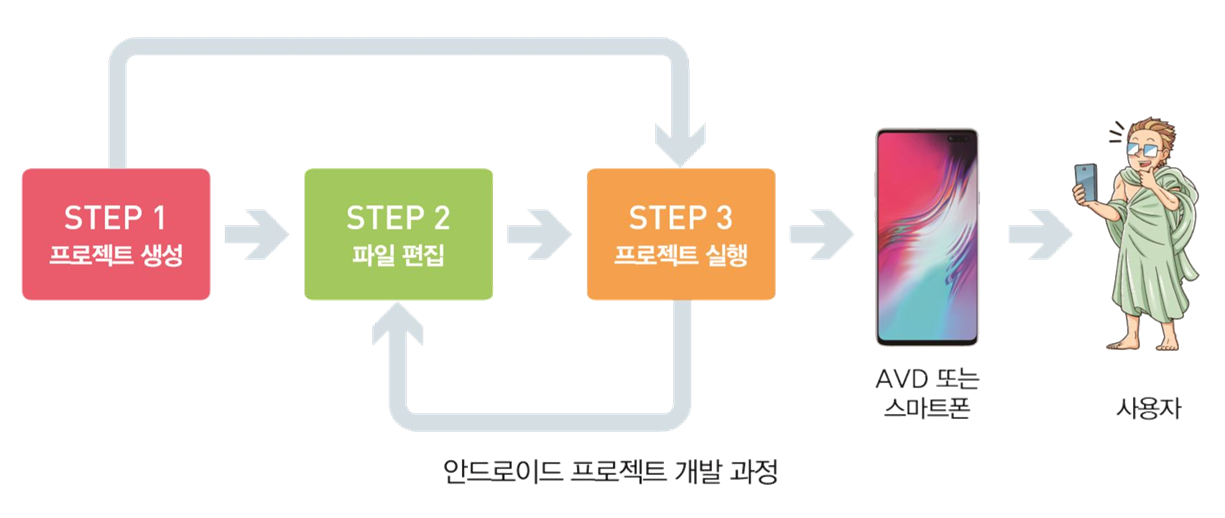 STEP 1
프로젝트 생성
STEP 2
파일 편집
STEP 3
프로젝트 실행
AVD 또는
스마트폰
사용자
안드로이드 프로젝트 개발 과정